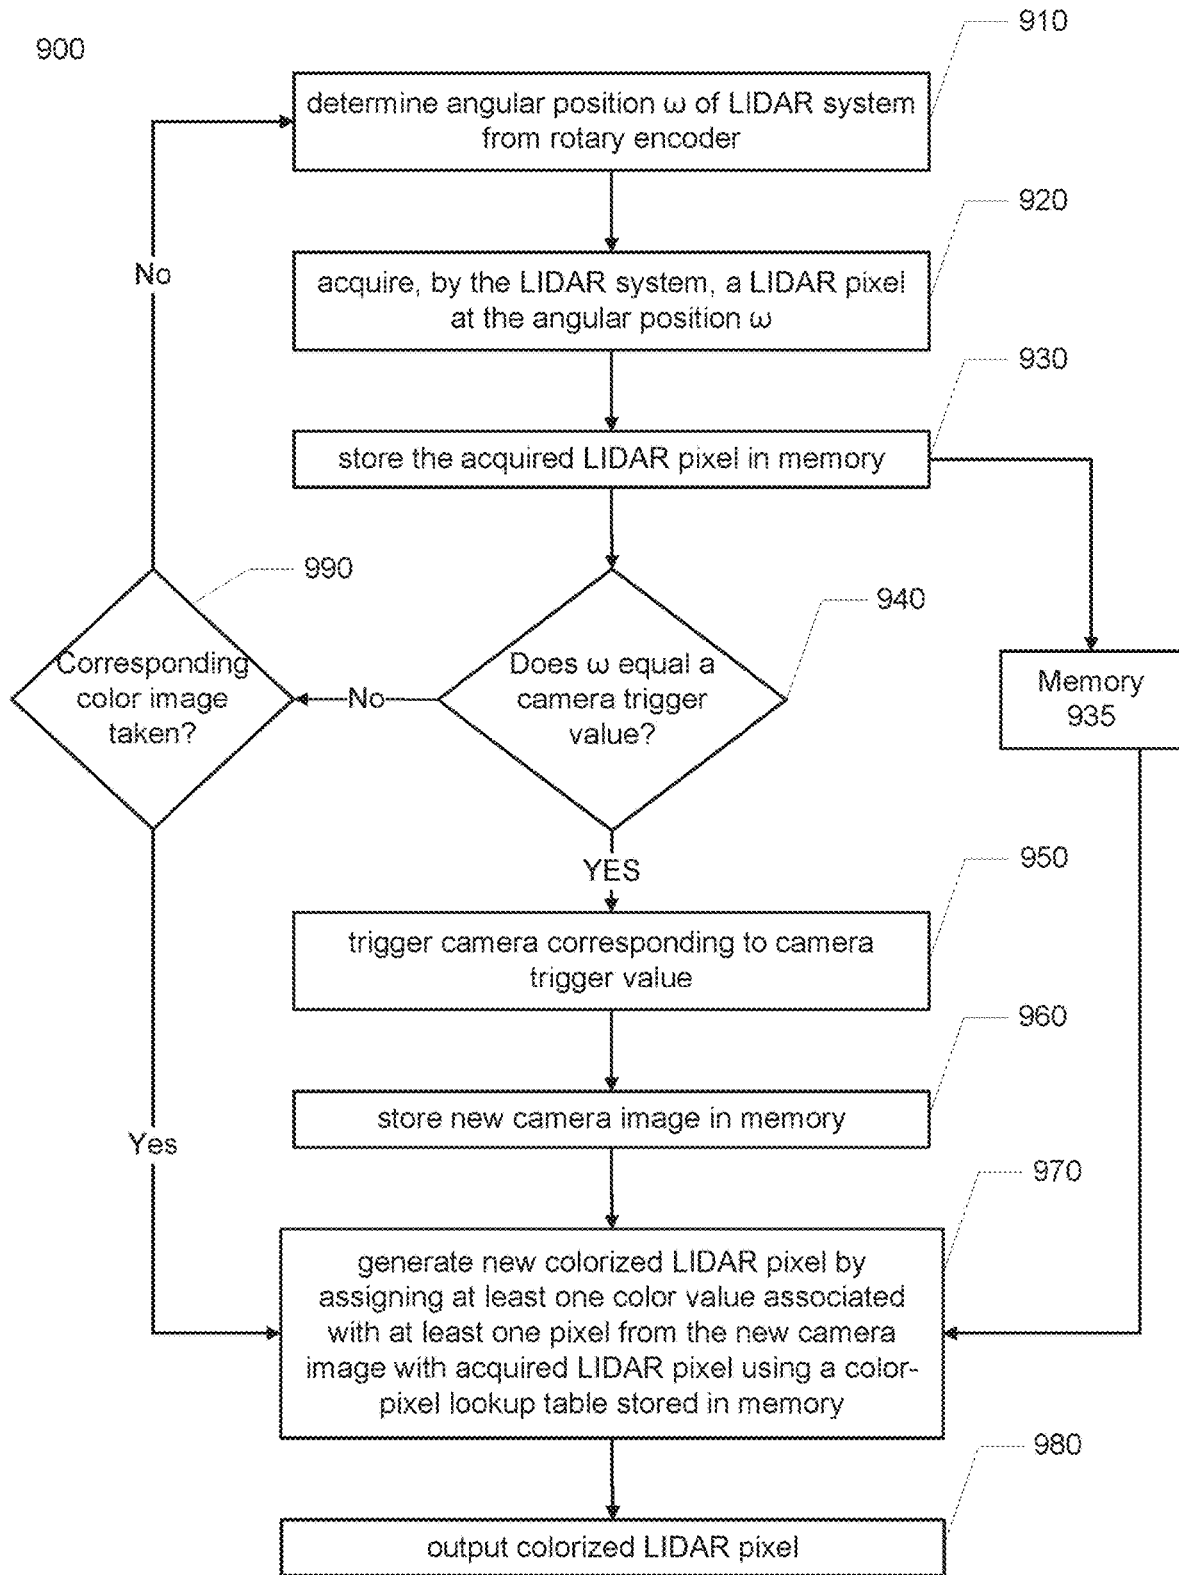 900
910
determine angular position ω of LIDAR system
from rotary encoder
920
acquire, by the LIDAR system, a LIDAR pixel
at the angular position ω
No
930
store the acquired LIDAR pixel in memory
990
940
Corresponding
color image
taken?
No
Does ω equal a
camera trigger
value?
Memory
935
YES
950
trigger camera corresponding to camera
trigger value
960
store new camera image in memory
Yes
970
generate new colorized LIDAR pixel by
assigning at least one color value associated
with at least one pixel from the new camera
image with acquired LIDAR pixel using a color-
pixel lookup table stored in memory
980
output colorized LIDAR pixel